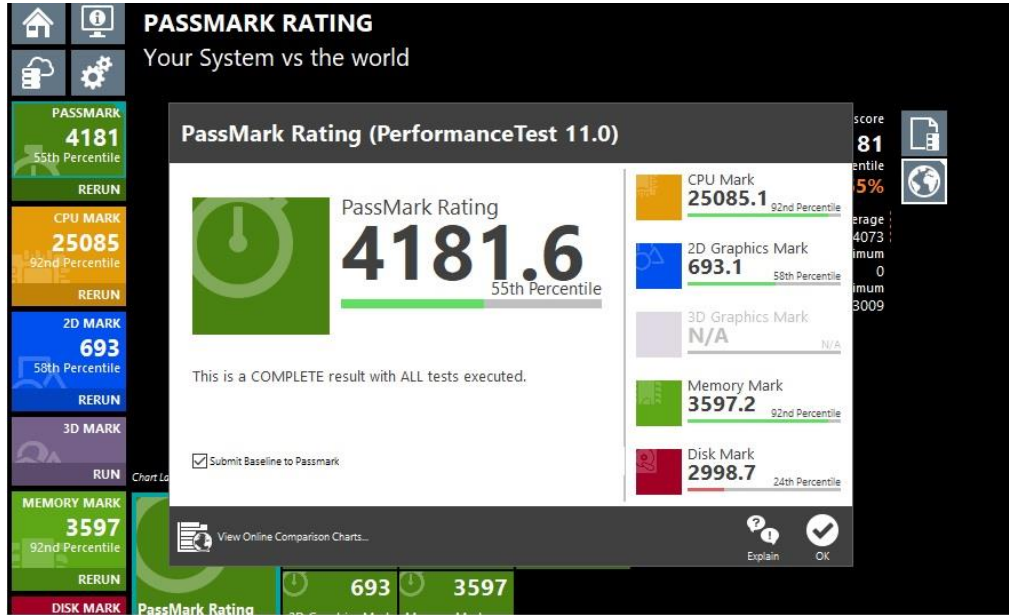 PASSMARK RATING
Your System vs the world
PASSMARK
4181
55th Percentile
RERUN
CPU MARK
25085
92nd Percentile
RERUN
2D MARK
693
58th Percentile
RERUN
3D MARK
RUN
MEMORY MARK
3597
92nd Percentile
RERUN
DISK MARK
PassMark Rating (PerformanceTest 11.0)
PassMark Rating
4181.6
55th Percentile
This is a COMPLETE result with ALL tests executed.
Submit Baseline to Passmark
CPU Mark
25085.1
92nd Percentile
2D Graphics Mark
693.1
58th Percentile
3D Graphics Mark
N/A
N/A
Memory Mark
3597.2
92nd Percentile
Disk Mark
2998.7
24th Percentile
View Online Comparison Charts...
Explain
OK
score
81
entile
5%
erage
4073
imum
0
imum
3009
Chart La
693
3597
PassMark Rating